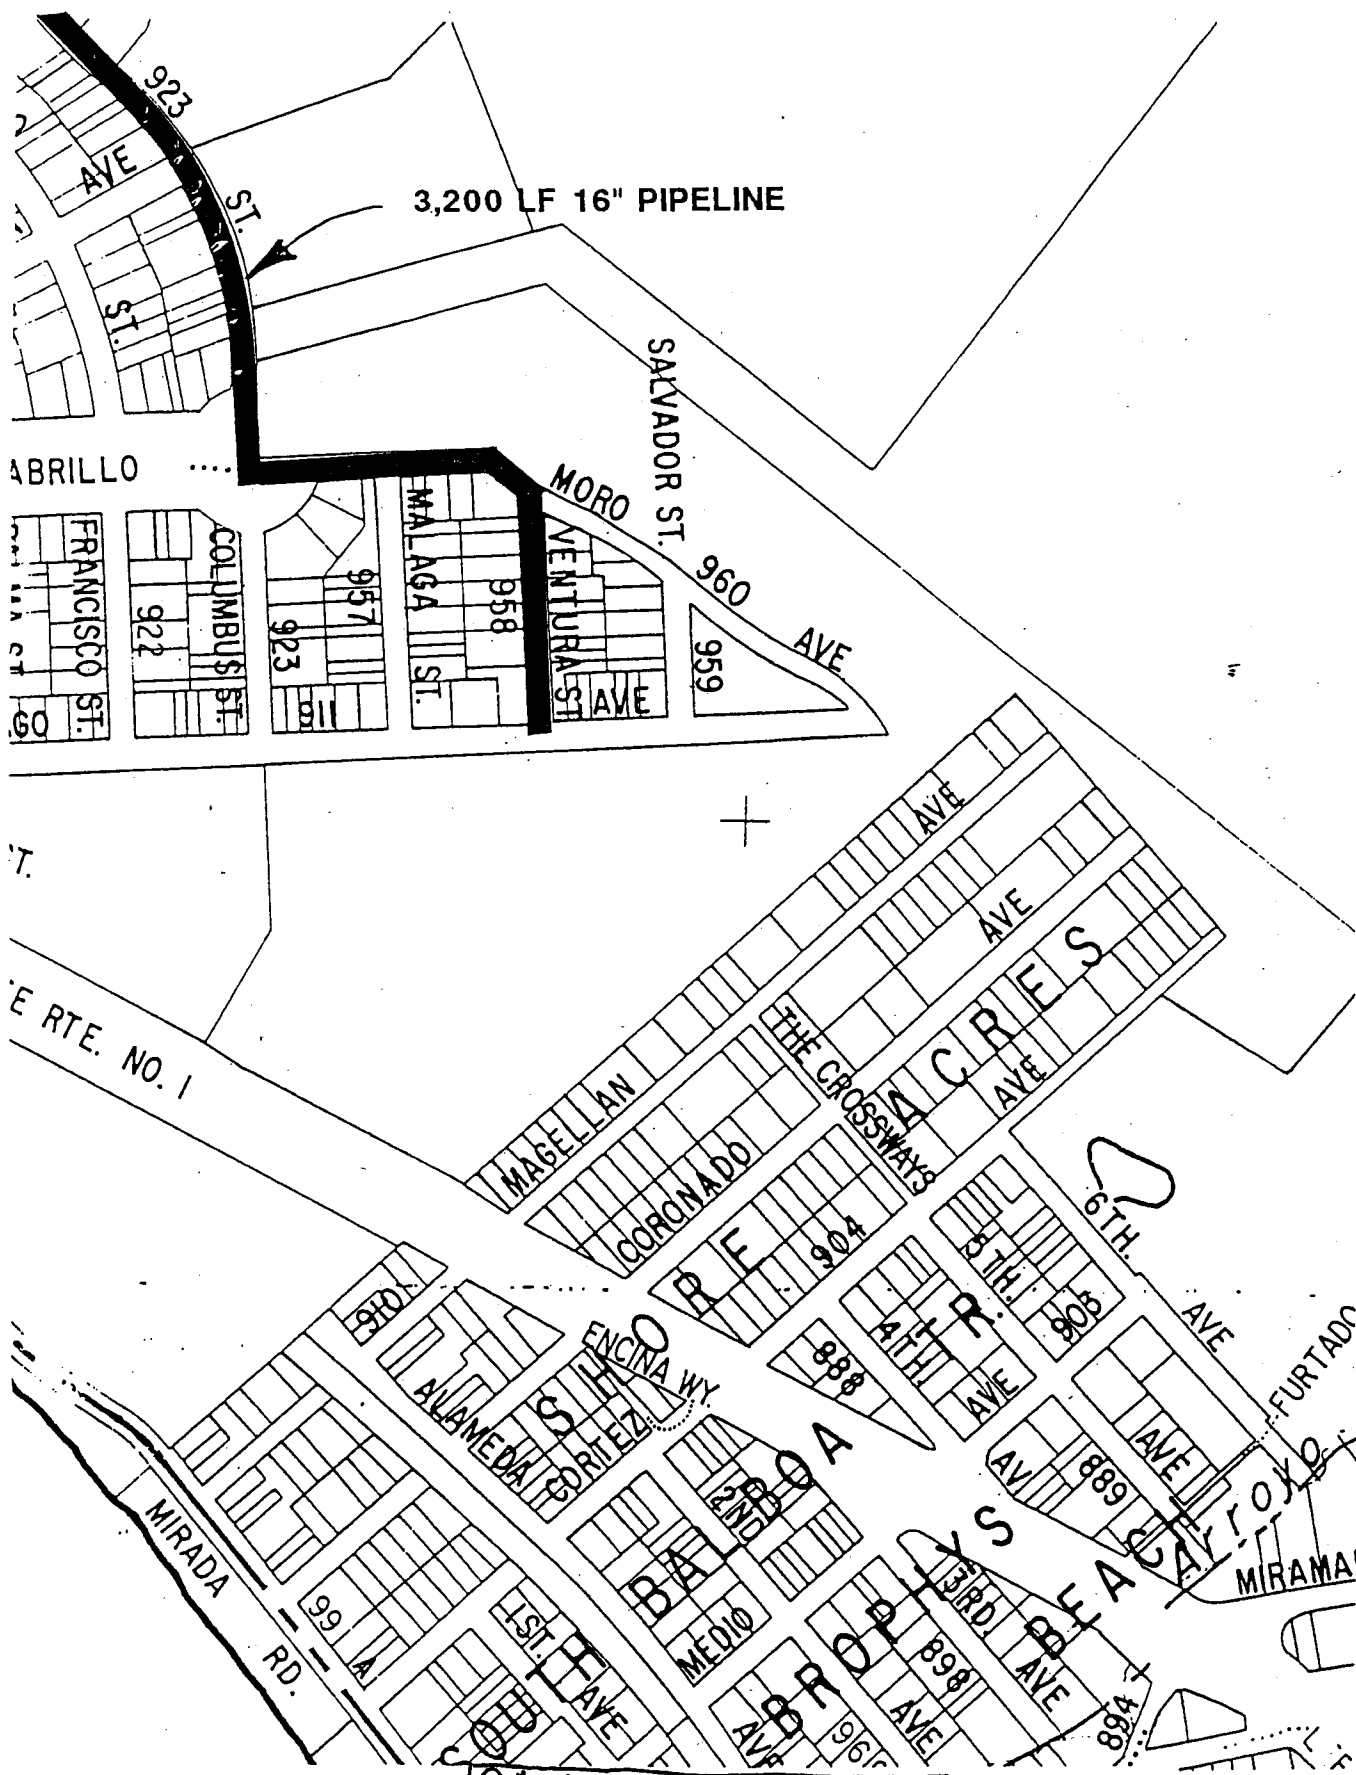 923
AVE
ST.
3,200 LF 16" PIPELINE
ST.
SALVADOR ST.
ABRILLO
MORO
960
AVE
FRANCISCO ST.
922
COLUMBUS ST.
923
957
MALAGA ST.
958
VENTURA ST
AVE
959
911
GO
T.
E RTE. NO. 1
AVE
AVE
ACRES
AVE
THE CROSSWAYS
MAGELLAN
CORONADO
904
6TH.
AVE
5TH.
908
TR.
4TH.
AVE
888
910
ENCINA WY.
SHORE
ALAMEDA
CORTEZ
FURTADO
AVE
889
AV
Arroyo
MIRAMA
BALBOA
2ND
BROPHYS
BEACH
MIRADA
RD.
99
A
1ST.
AVE
MEDIO
3RD
AVE
898
AVE
AVE
894
SOUTH